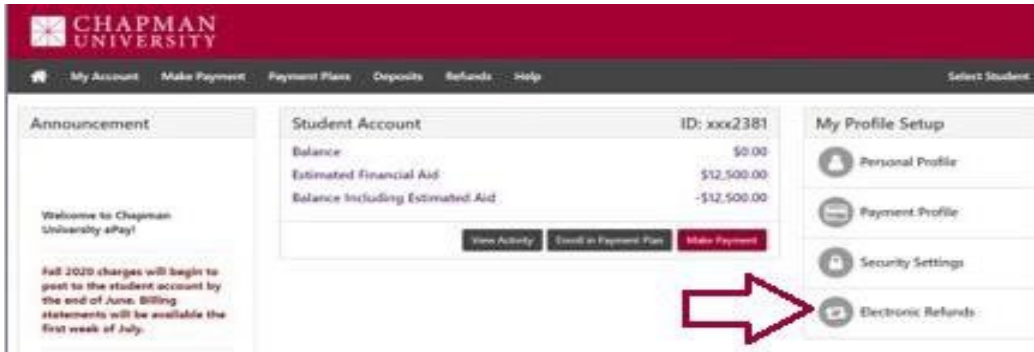 CHAPMAN
UNIVERSITY
My Account Make Payment Payment Plans Deposits Refunds Help Select Student
Announcement
Welcome to Chapman
University ePay!
Fall 2020 charges will begin to
post to the student account by
the end of June. Billing
statements will be available the
first week of July.
Student Account ID: xxx2381
Balance $0.00
Estimated Financial Aid $12,500.00
Balance Including Estimated Aid -$12,500.00
View Activity Enroll in Payment Plan Make Payment
My Profile Setup
Personal Profile
Payment Profile
Security Settings
Electronic Refunds